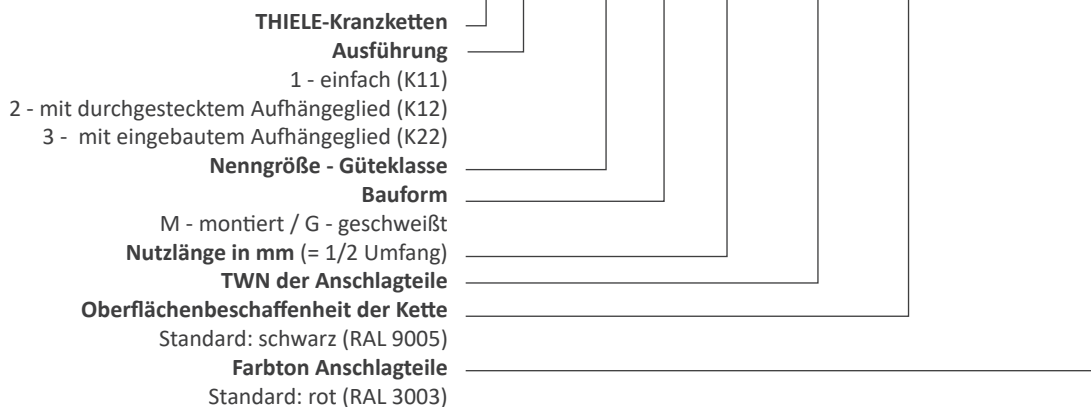 THIELE-Kranzketten
Ausführung
1 - einfach (K11)
2 - mit durchgestecktem Aufhängeglied (K12)
3 - mit eingebautem Aufhängeglied (K22)
Nenngröße - Güteklasse
Bauform
M - montiert / G - geschweißt
Nutzlänge in mm (= 1/2 Umfang)
TWN der Anschlagteile
Oberflächenbeschaffenheit der Kette
Standard: schwarz (RAL 9005)
Farbton Anschlagteile
Standard: rot (RAL 3003)